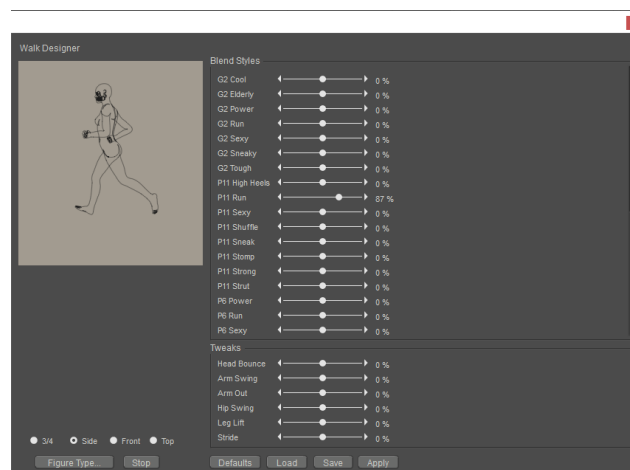 Walk Designer
Blend Styles
G2 Cool 0 %
G2 Elderly 0 %
G2 Power 0 %
G2 Run 0 %
G2 Sexy 0 %
G2 Sneaky 0 %
G2 Tough 0 %
P11 High Heels 0 %
P11 Run 87 %
P11 Sexy 0 %
P11 Shuffle 0 %
P11 Sneak 0 %
P11 Stomp 0 %
P11 Strong 0 %
P11 Strut 0 %
P6 Power 0 %
P6 Run 0 %
P6 Sexy 0 %
Tweaks
Head Bounce 0 %
Arm Swing 0 %
Arm Out 0 %
Hip Swing 0 %
Leg Lift 0 %
Stride 0 %
3/4 Side Front Top
Figure Type... Stop Defaults Load Save Apply